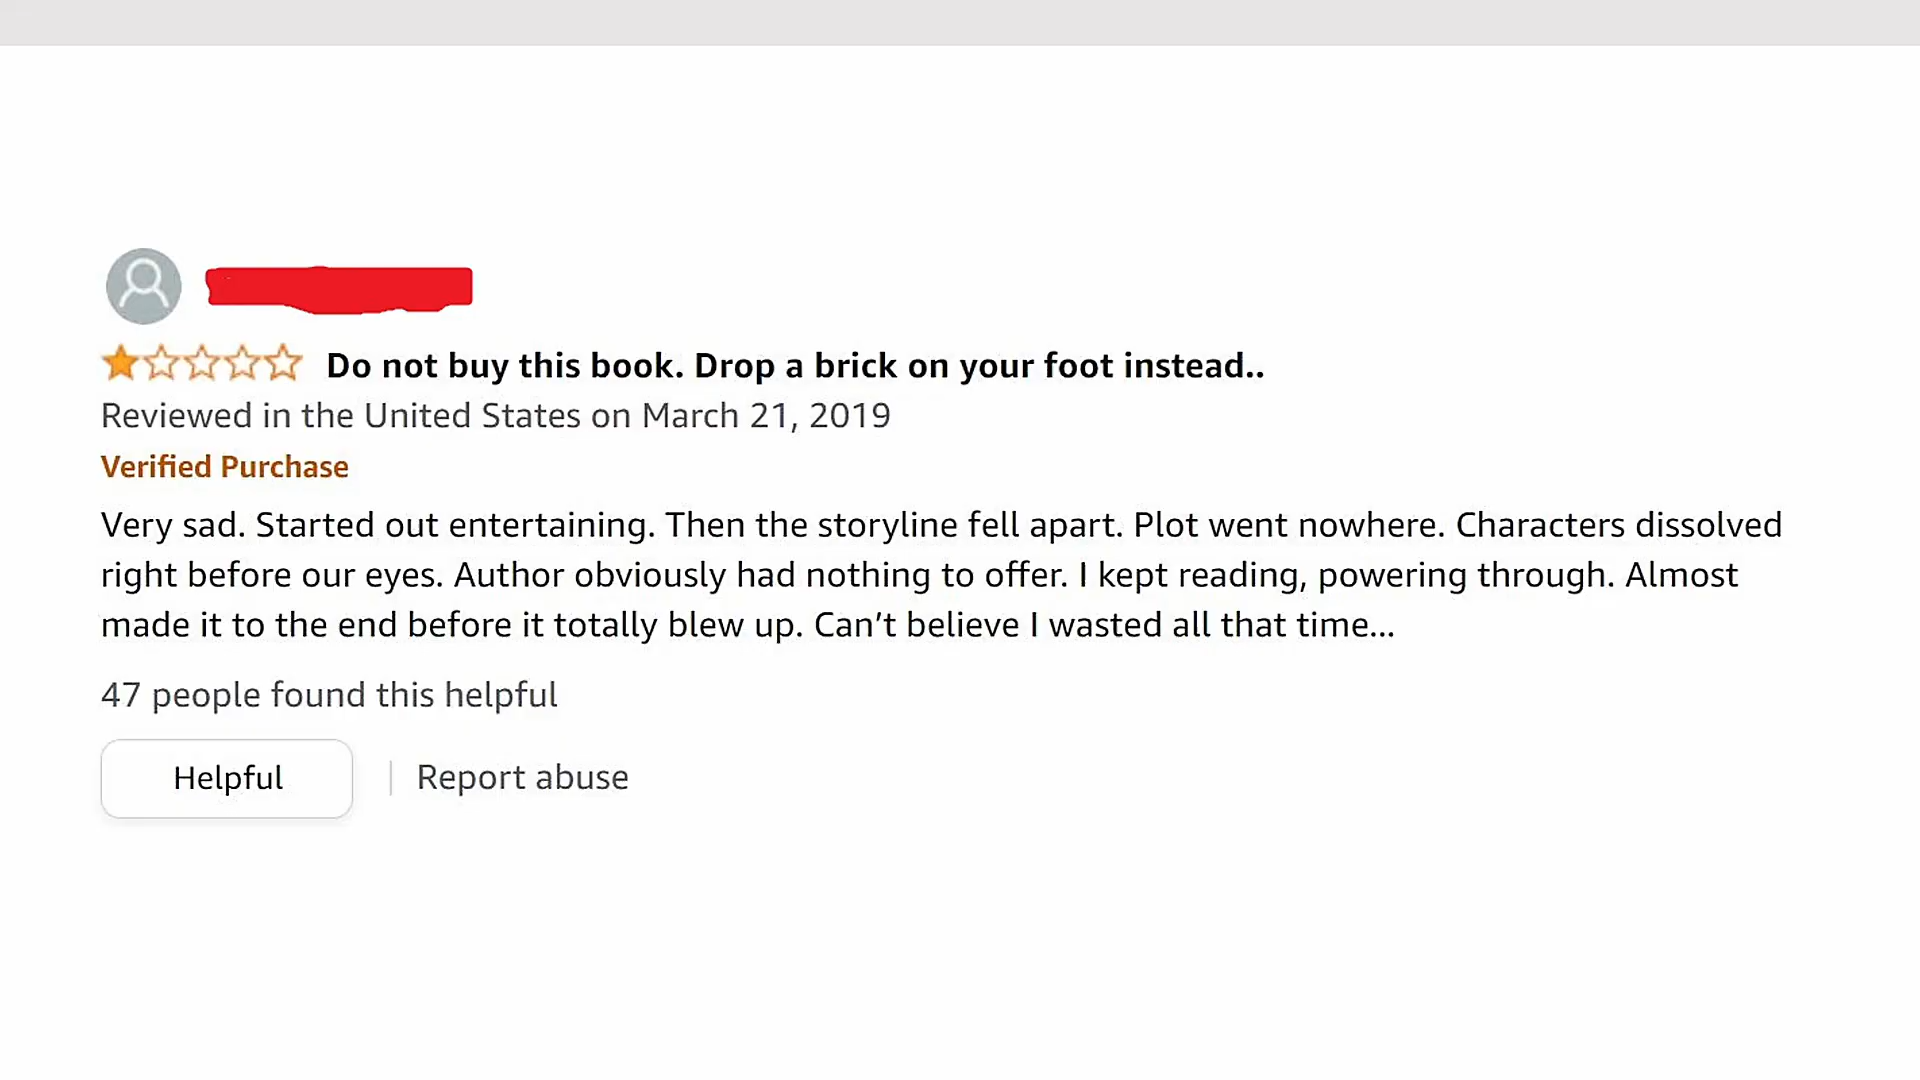 Do not buy this book. Drop a brick on your foot instead..
Reviewed in the United States on March 21, 2019
Verified Purchase
Very sad. Started out entertaining. Then the storyline fell apart. Plot went nowhere. Characters dissolved
right before our eyes. Author obviously had nothing to offer. I kept reading, powering through. Almost
made it to the end before it totally blew up. Can’t believe I wasted all that time...
47 people found this helpful
Helpful | Report abuse